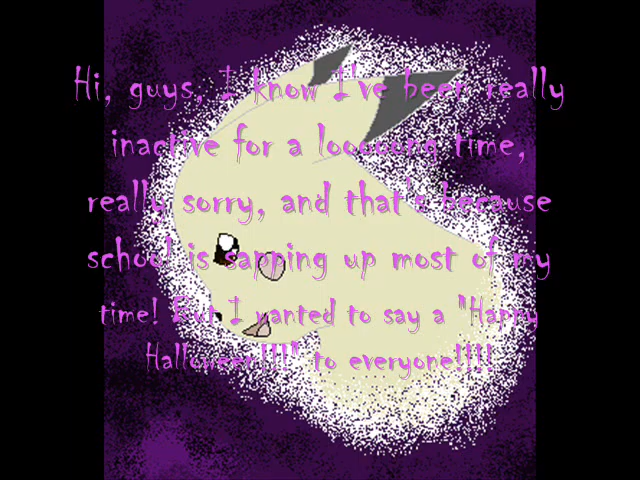 Hi, guys, I know I've been really
inactive for a looooong time,
really sorry, and that's because
school is sapping up most of my
time! But I wanted to say a "Happy
Halloween!!!!" to everyone!!!!